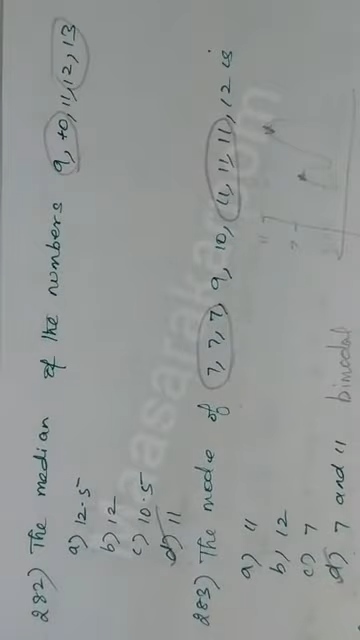 282) The median of the numbers 9, 10, 11, 12, 13
a) 12.5
b) 12
c) 10.5
d) 11
283) The mode of 7, 7, 7, 9, 10, 11, 11, 11, 12 is
a) 11
b) 12
c) 7
d) 7 and 11 bimodal